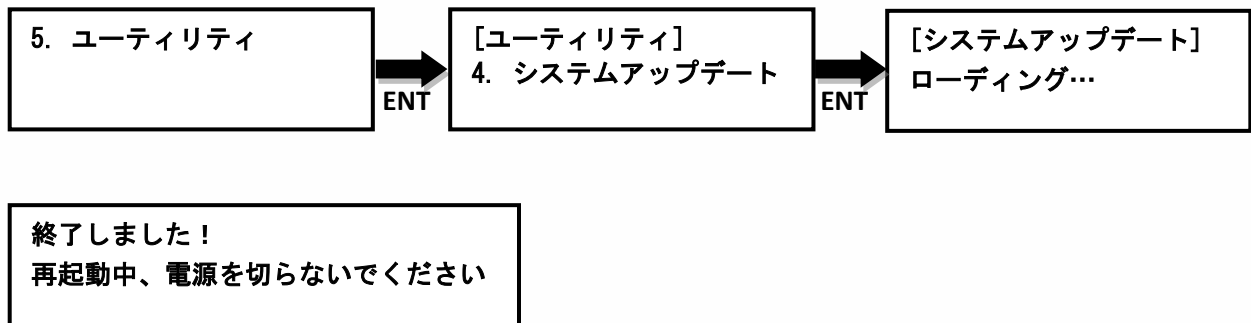 5. ユーティリティ
ENT
[ユーティリティ]
4. システムアップデート
ENT
[システムアップデート]
ローディング…
終了しました！
再起動中、電源を切らないでください